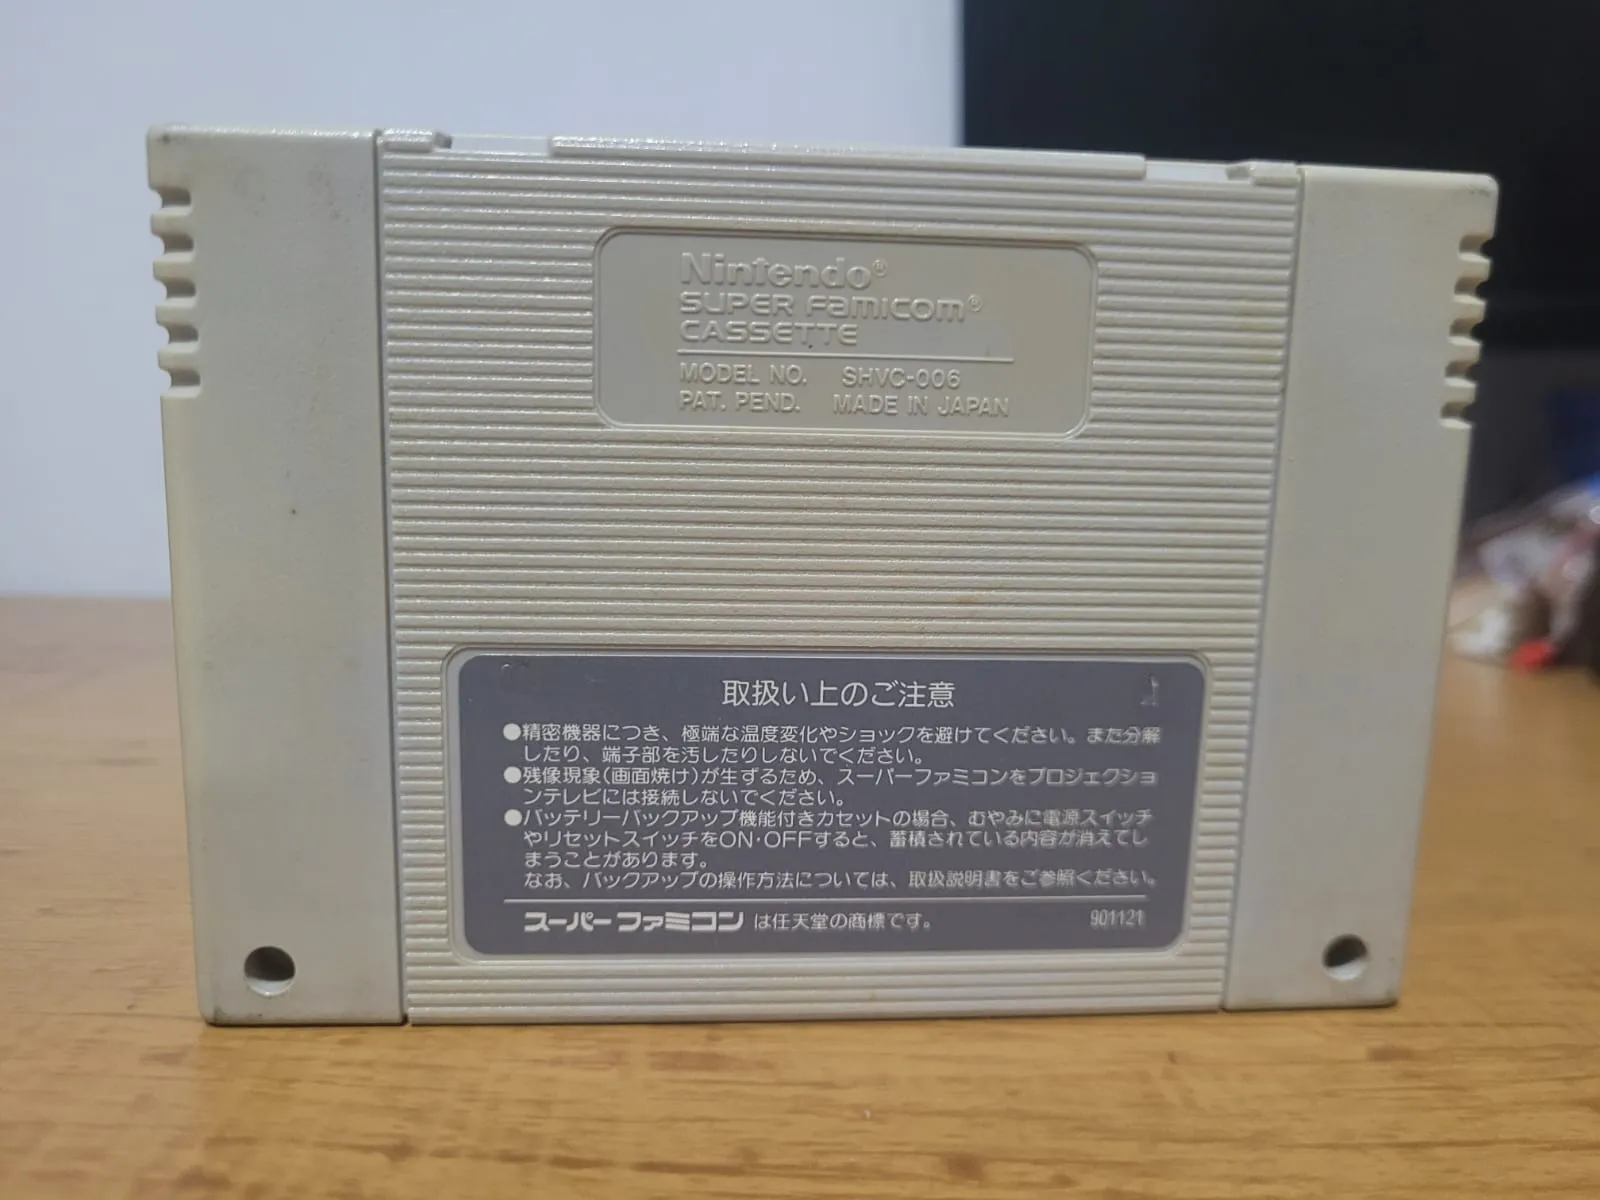 Nintendo®
SUPER FAMICOM®
CASSETTE
MODEL NO. SHVC-006
PAT. PEND. MADE IN JAPAN
取扱い上のご注意
●精密機器につき、極端な温度変化やショックを避けてください。また分解
したり、端子部を汚したりしないでください。
●残像現象(画面焼け)が生ずるため、スーパーファミコンをプロジェクショ
ンテレビには接続しないでください。
●バッテリーバックアップ機能付きカセットの場合、むやみに電源スイッチ
やリセットスイッチをON・OFFすると、蓄積されている内容が消えてし
まうことがあります。
なお、バックアップの操作方法については、取扱説明書をご参照ください。
スーパーファミコン は任天堂の商標です。 901121